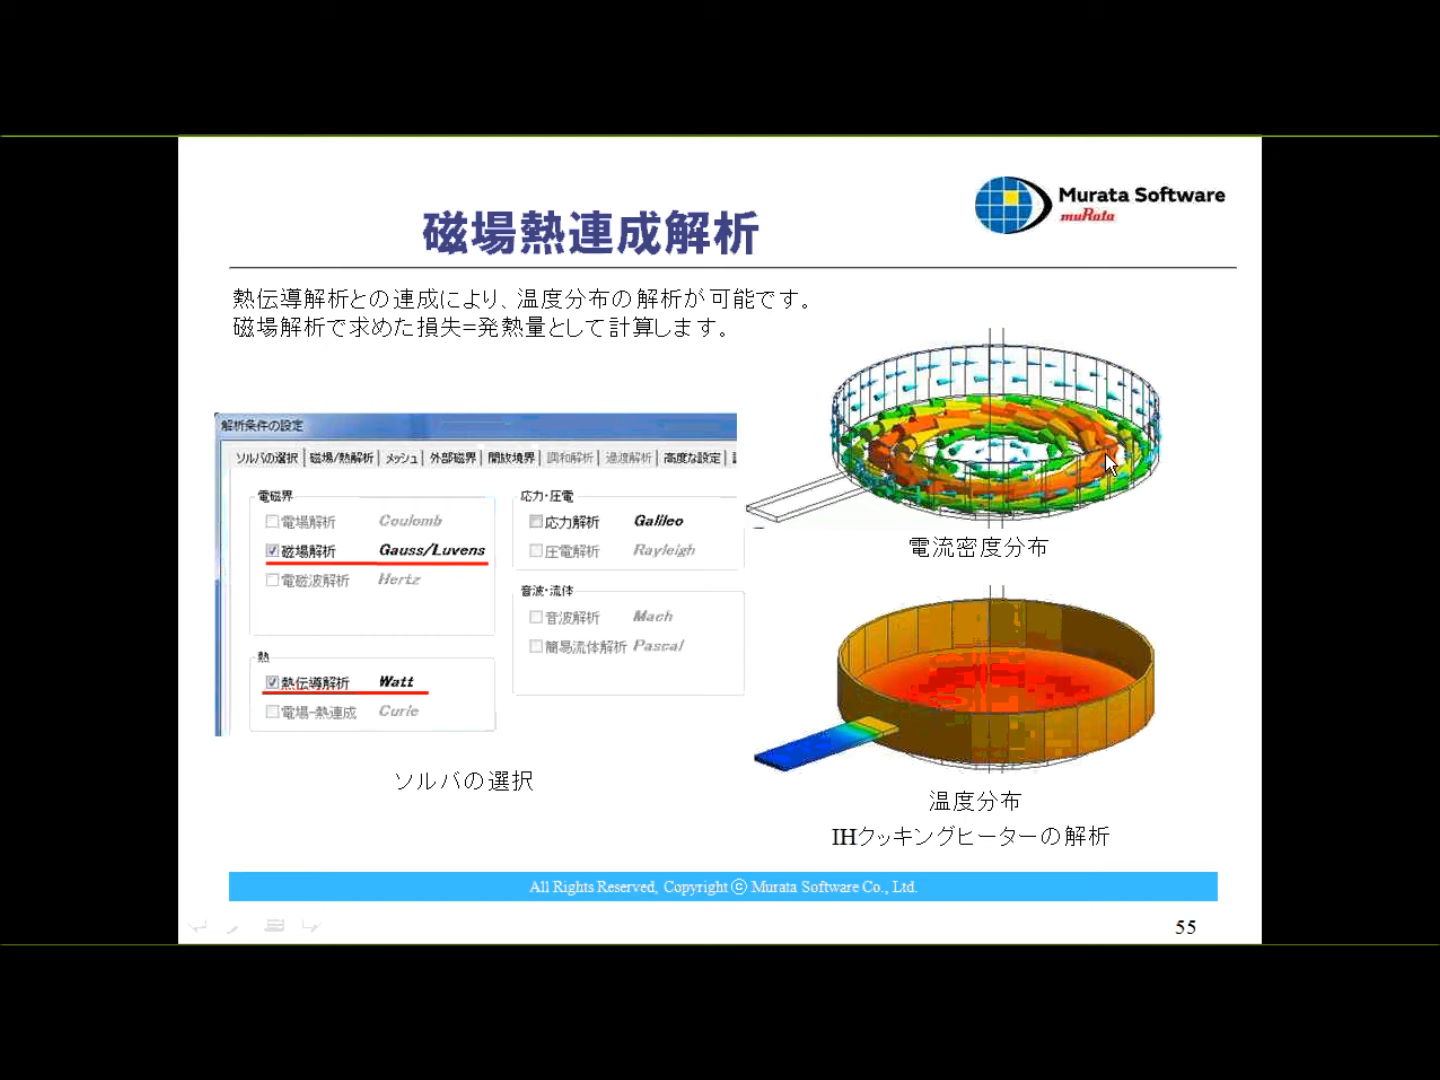 磁場熱連成解析
Murata Software
muRata
熱伝導解析との連成により、温度分布の解析が可能です。
磁場解析で求めた損失=発熱量として計算します。
解析条件の設定
ソルバの選択 磁場/熱解析 メッシュ 外部磁界 開放境界 調和解析 過渡解析 高度な設定
電磁界
電場解析 Coulomb
磁場解析 Gauss/Luvens
電磁波解析 Hertz
熱
熱伝導解析 Watt
電場-熱連成 Curie
応力・圧電
応力解析 Galileo
圧電解析 Rayleigh
音波・流体
音波解析 Mach
簡易流体解析 Pascal
ソルバの選択
電流密度分布
温度分布
IHクッキングヒーターの解析
All Rights Reserved, Copyright ⓒ Murata Software Co., Ltd.
55